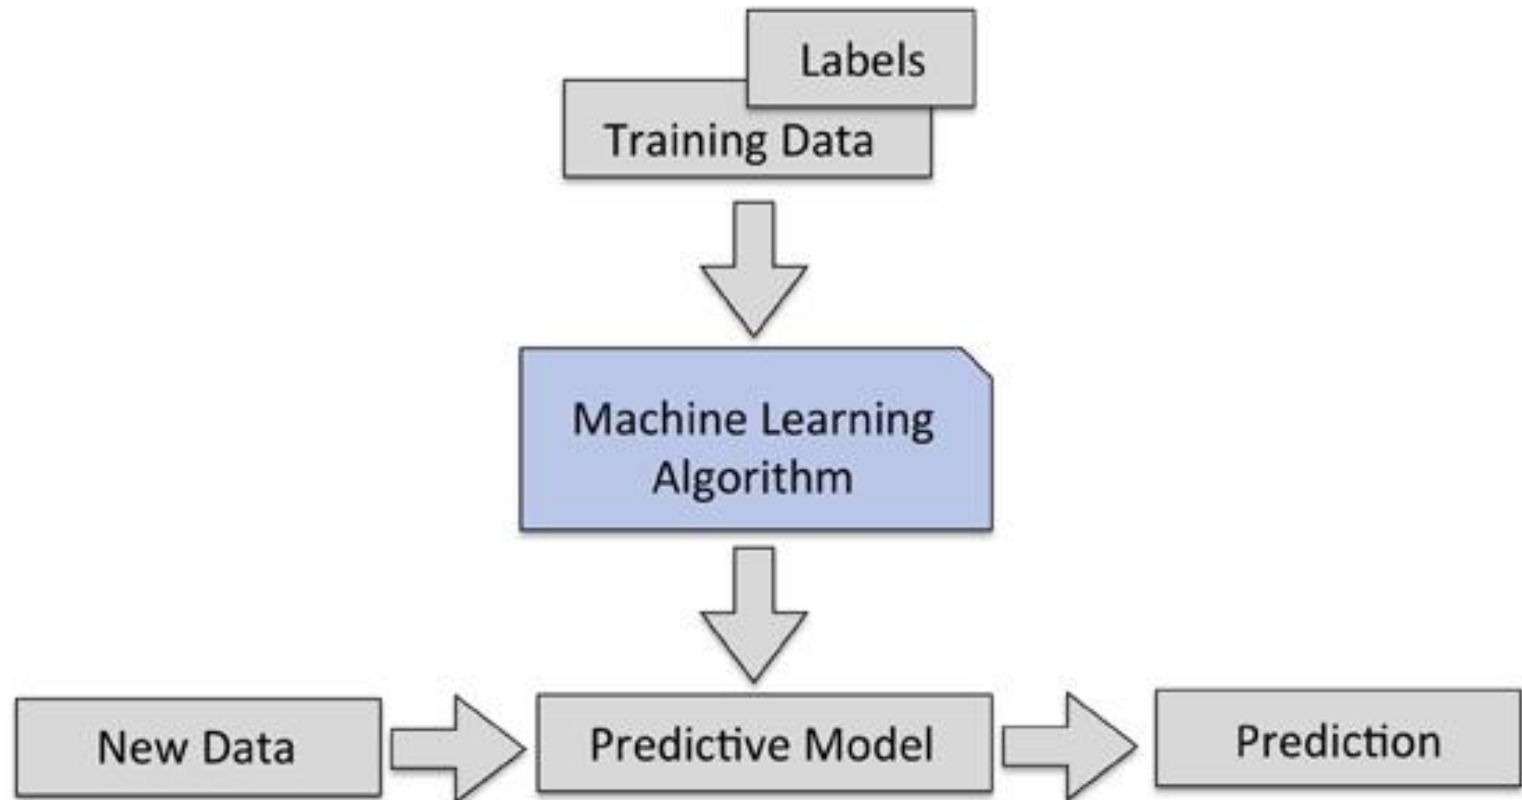 Labels
Training Data
Machine Learning
Algorithm
New Data
Predictive Model
Prediction